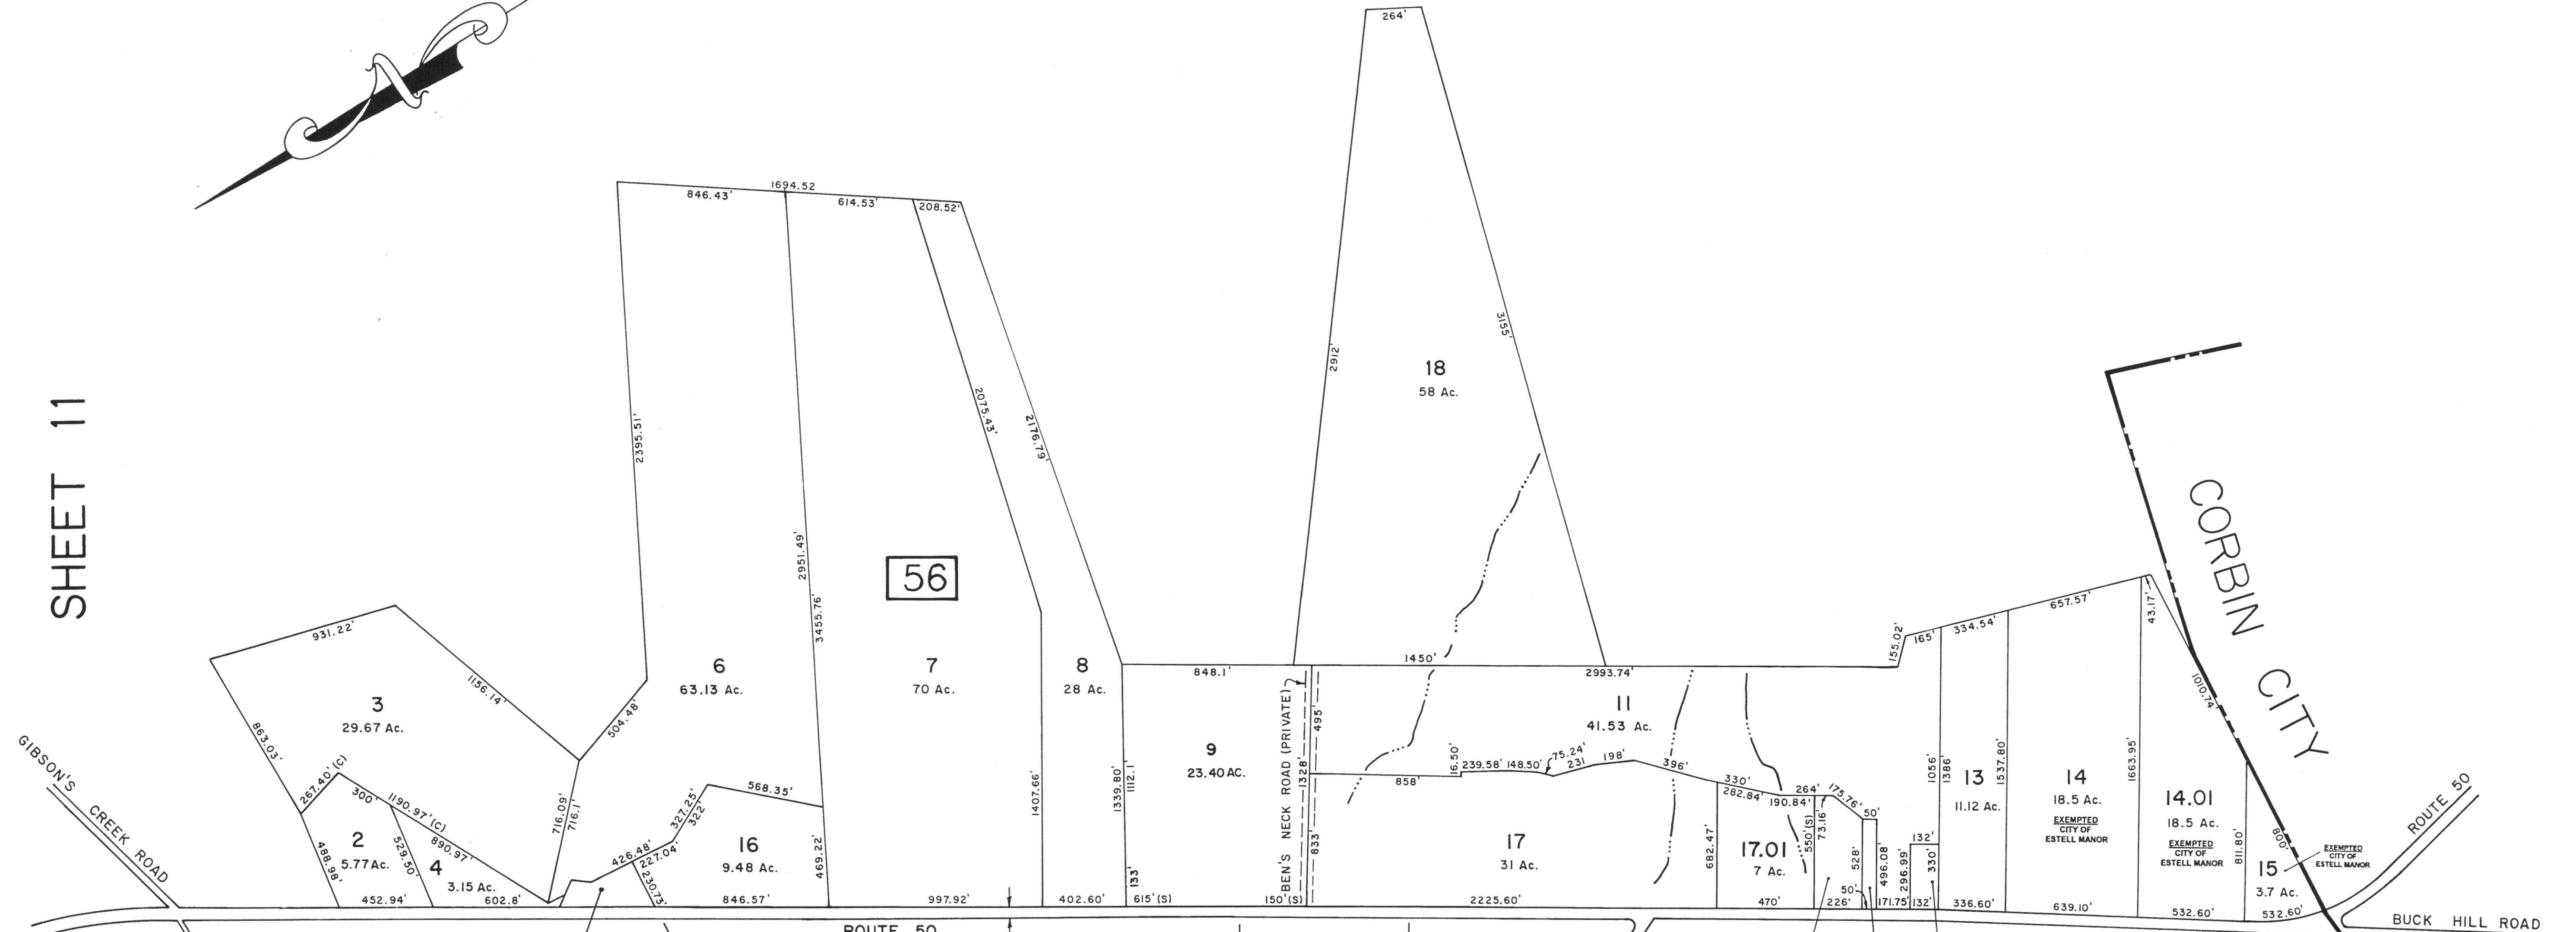 264'
1694.52
846.43'
614.53'
208.52'
2395.51'
2951.49'
3455.76'
2075.43'
2176.79'
2912'
3155'
18
58 Ac.
SHEET 11
56
CORBIN CITY
931.22'
1156.14'
504.48'
863.03'
3
29.67 Ac.
6
63.13 Ac.
7
70 Ac.
8
28 Ac.
848.1'
1450'
2993.74'
155.02'
165'
334.54'
657.57'
43.17'
1010.74'
GIBSON'S CREEK ROAD
267.40' (C)
300'
1190.97' (C)
890.97'
716.09'
716.1'
327.25'
322'
568.35'
426.48'
227.04'
230.73'
469.22'
1407.66'
1339.80'
1112.1'
133'
9
23.40 AC.
BEN'S NECK ROAD (PRIVATE)
1328'
495'
833'
11
41.53 Ac.
858'
16.50'
239.58'
148.50'
75.24'
231
198'
396'
330'
282.84'
190.84'
264'
175.76'
50'
1056'
1386'
13
11.12 Ac.
1537.80'
14
18.5 Ac.
EXEMPTED
CITY OF
ESTELL MANOR
1663.95'
14.01
18.5 Ac.
EXEMPTED
CITY OF
ESTELL MANOR
811.80'
800'
15
3.7 Ac.
EXEMPTED
CITY OF
ESTELL MANOR
2
5.77 Ac.
488.98'
529.50'
4
3.15 Ac.
16
9.48 Ac.
17
31 Ac.
682.47'
17.01
7 Ac.
550' (S)
73.16'
528'
50'
496.08'
296.99'
132'
330'
452.94'
602.8'
846.57'
997.92'
402.60'
615' (S)
150' (S)
2225.60'
470'
226'
171.75'
132'
336.60'
639.10'
532.60'
532.60'
ROUTE 50
ROUTE 50
BUCK HILL ROAD